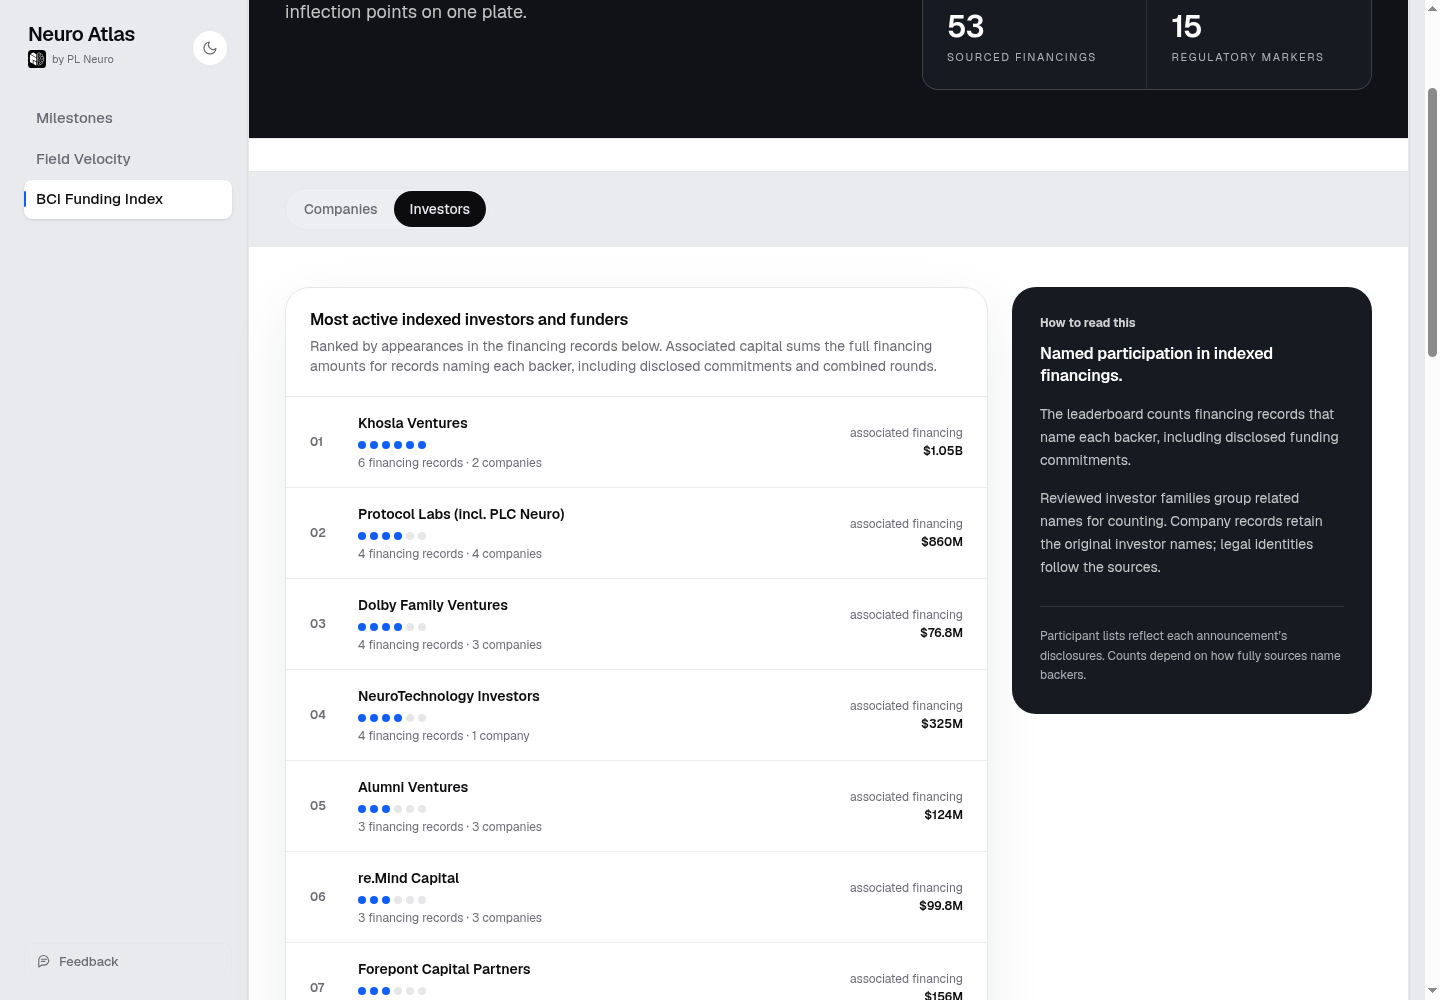 Neuro Atlas
by PL Neuro
Milestones
Field Velocity
BCI Funding Index
Feedback
inflection points on one plate.
53
SOURCED FINANCINGS
15
REGULATORY MARKERS
Companies
Investors
Most active indexed investors and funders
Ranked by appearances in the financing records below. Associated capital sums the full financing
amounts for records naming each backer, including disclosed commitments and combined rounds.
01
Khosla Ventures
6 financing records · 2 companies
associated financing
$1.05B
02
Protocol Labs (incl. PLC Neuro)
4 financing records · 4 companies
associated financing
$860M
03
Dolby Family Ventures
4 financing records · 3 companies
associated financing
$76.8M
04
NeuroTechnology Investors
4 financing records · 1 company
associated financing
$325M
05
Alumni Ventures
3 financing records · 3 companies
associated financing
$124M
06
re.Mind Capital
3 financing records · 3 companies
associated financing
$99.8M
07
Forepont Capital Partners
associated financing
$156M
How to read this
Named participation in indexed
financings.
The leaderboard counts financing records that
name each backer, including disclosed funding
commitments.
Reviewed investor families group related
names for counting. Company records retain
the original investor names; legal identities
follow the sources.
Participant lists reflect each announcement's
disclosures. Counts depend on how fully sources name
backers.